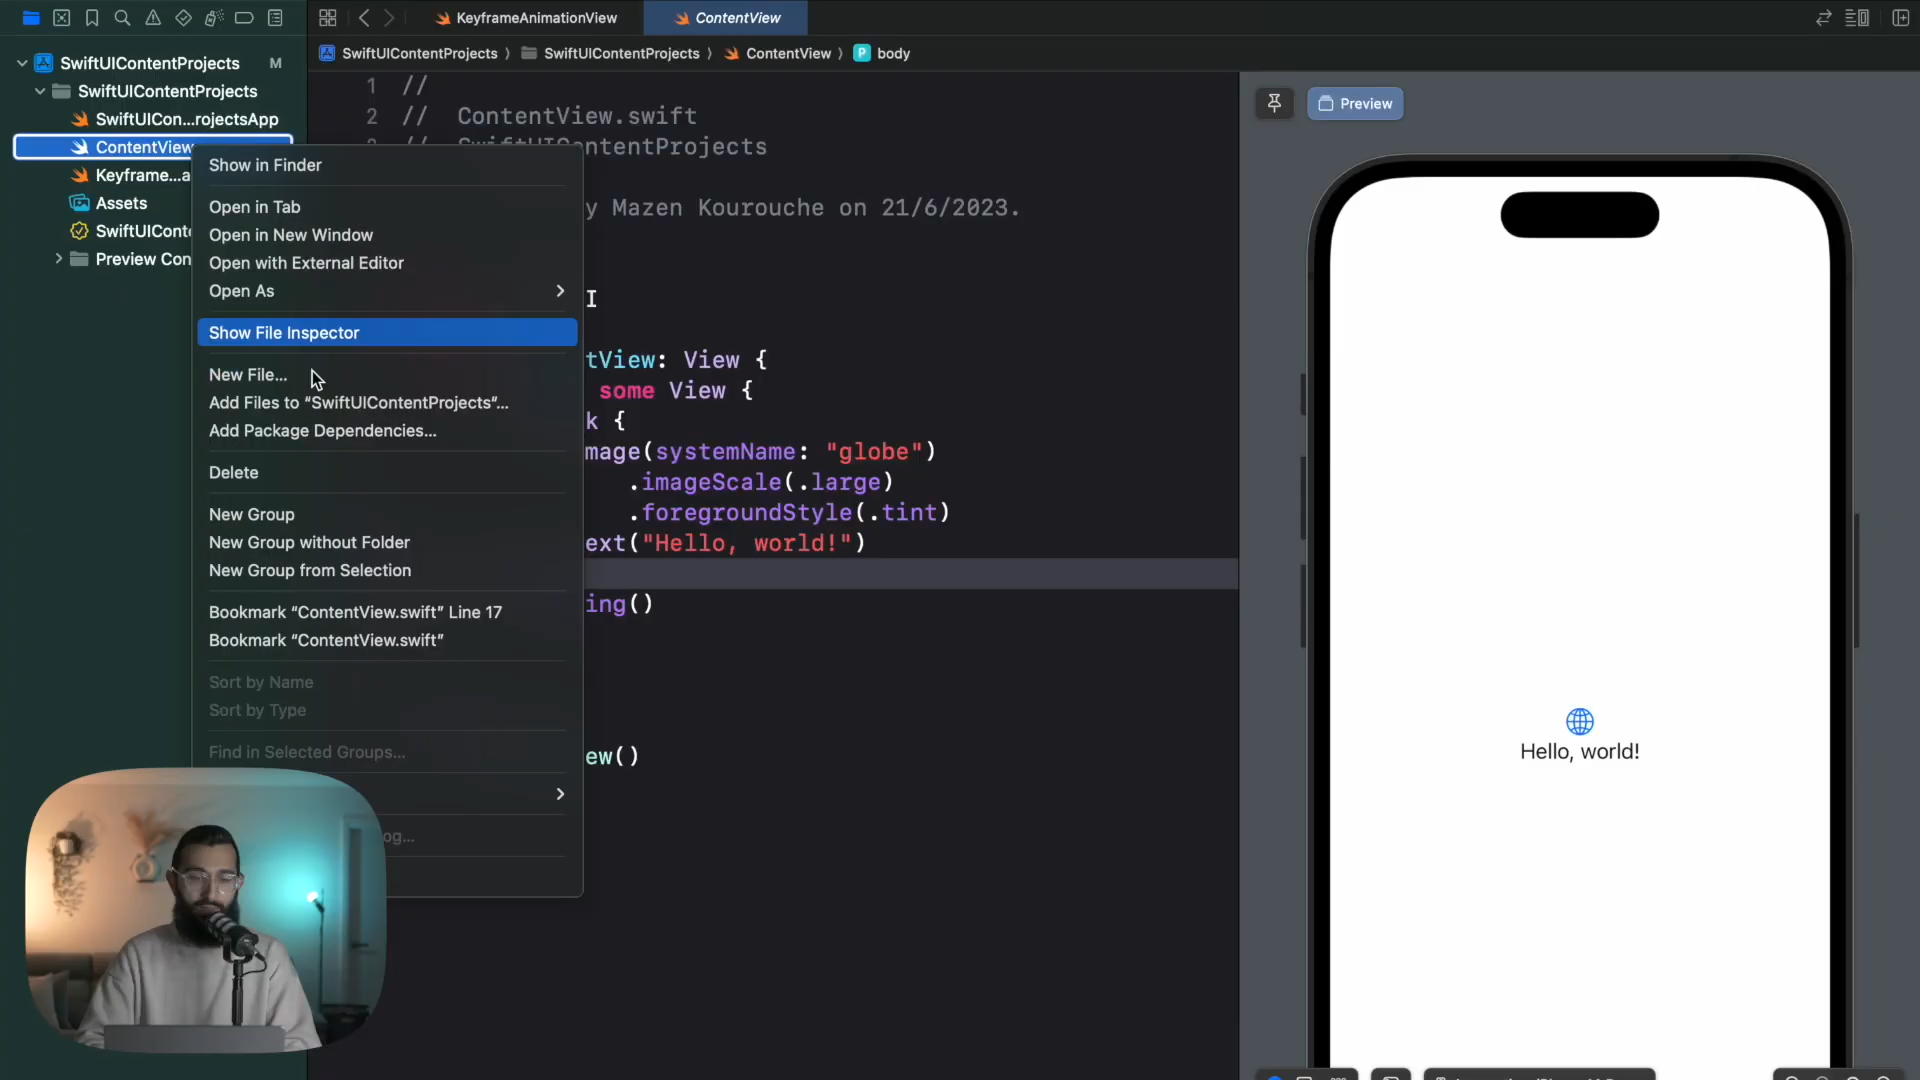 KeyframeAnimationView
ContentView
SwiftUIContentProjects
M
SwiftUIContentProjects
SwiftUICon...rojectsApp
ContentView
Keyframe...a
Assets
SwiftUIConte
Preview Con
SwiftUIContentProjects 〉 SwiftUIContentProjects 〉 ContentView 〉 P body
1 //
2 // ContentView.swift
// SwiftUIContentProjects
y Mazen Kourouche on 21/6/2023.
I
tView: View {
some View {
k {
mage(systemName: "globe")
.imageScale(.large)
.foregroundStyle(.tint)
ext("Hello, world!")
ing()
ew()
Show in Finder
Open in Tab
Open in New Window
Open with External Editor
Open As
Show File Inspector
New File...
Add Files to “SwiftUIContentProjects”...
Add Package Dependencies...
Delete
New Group
New Group without Folder
New Group from Selection
Bookmark “ContentView.swift” Line 17
Bookmark “ContentView.swift”
Sort by Name
Sort by Type
Find in Selected Groups...
og...
Preview
Hello, world!